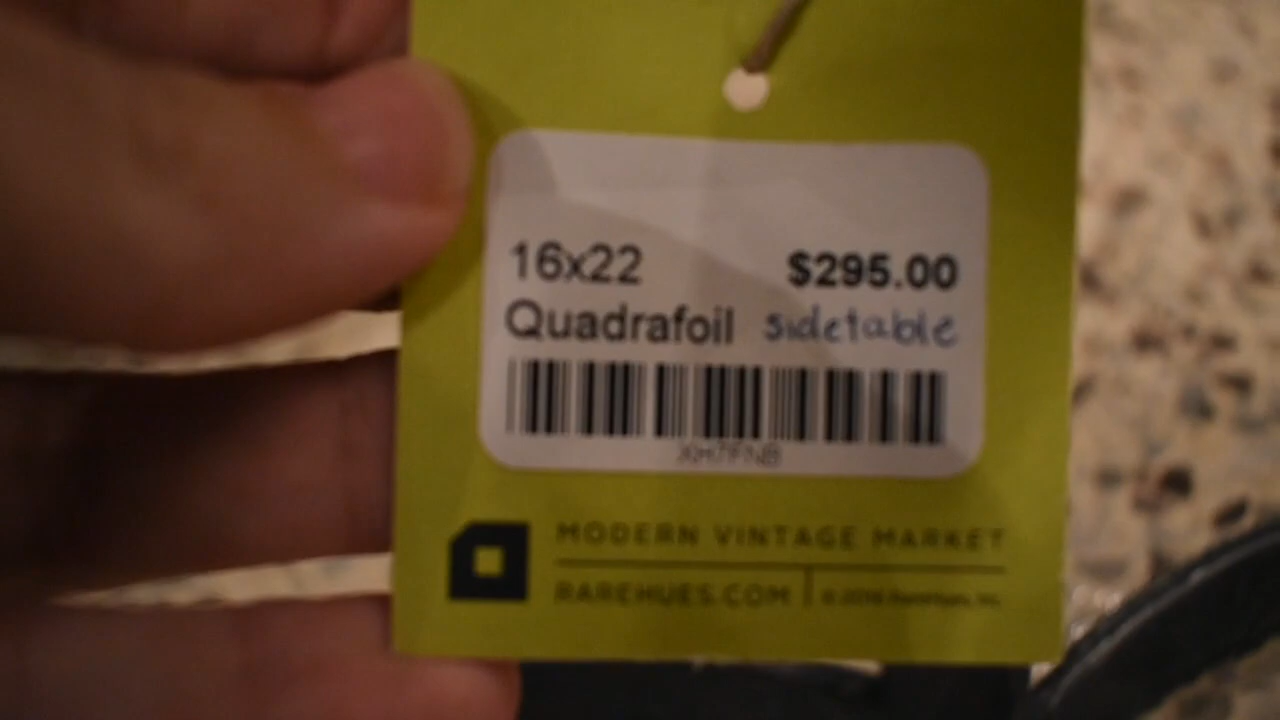 16x22 $295.00
Quadrafoil sidetable
MODERN VINTAGE MARKET
RAREHUES.COM